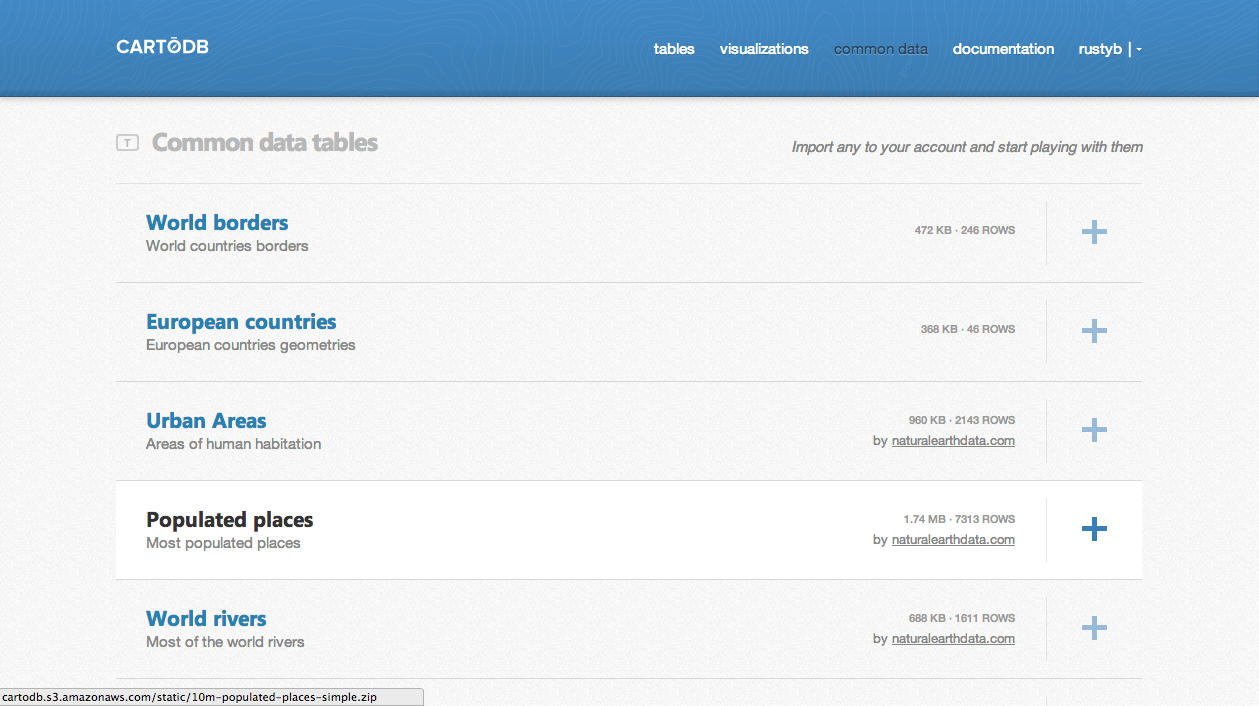 CARTŌDB
tables visualizations common data documentation rustyb
T Common data tables
Import any to your account and start playing with them
World borders
World countries borders
472 KB · 246 ROWS
European countries
European countries geometries
368 KB · 46 ROWS
Urban Areas
Areas of human habitation
960 KB · 2143 ROWS
by naturalearthdata.com
Populated places
Most populated places
1.74 MB · 7313 ROWS
by naturalearthdata.com
World rivers
Most of the world rivers
688 KB · 1611 ROWS
by naturalearthdata.com
cartodb.s3.amazonaws.com/static/10m-populated-places-simple.zip